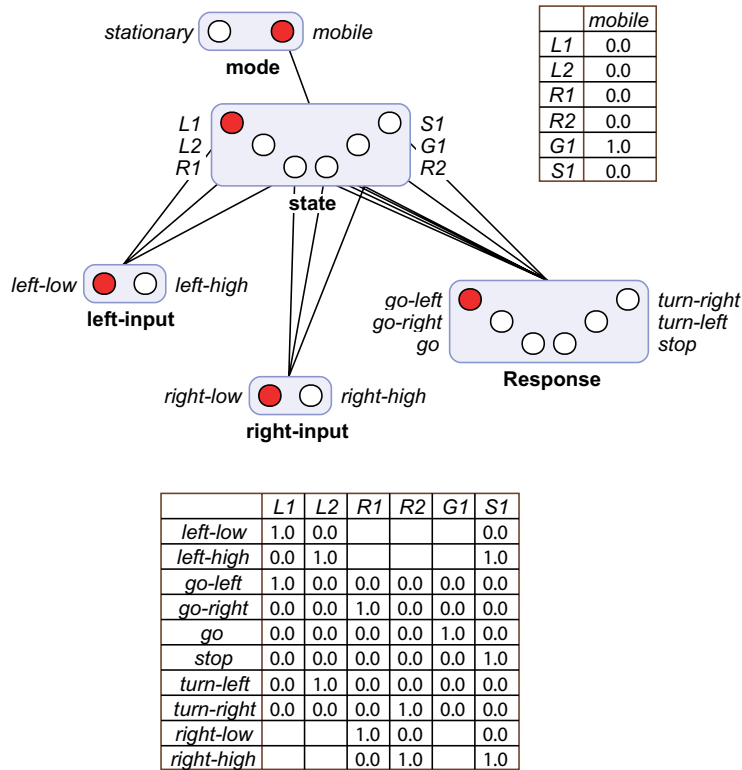 stationary mobile
mode
mobile
L1 0.0
L2 0.0
R1 0.0
R2 0.0
G1 1.0
S1 0.0
L1 S1
L2 G1
R1 R2
state
left-low left-high
left-input
go-left turn-right
go-right turn-left
go stop
Response
right-low right-high
right-input
L1 L2 R1 R2 G1 S1
left-low 1.0 0.0 0.0
left-high 0.0 1.0 1.0
go-left 1.0 0.0 0.0 0.0 0.0 0.0
go-right 0.0 0.0 1.0 0.0 0.0 0.0
go 0.0 0.0 0.0 0.0 1.0 0.0
stop 0.0 0.0 0.0 0.0 0.0 1.0
turn-left 0.0 1.0 0.0 0.0 0.0 0.0
turn-right 0.0 0.0 0.0 1.0 0.0 0.0
right-low 1.0 0.0 0.0
right-high 0.0 1.0 1.0